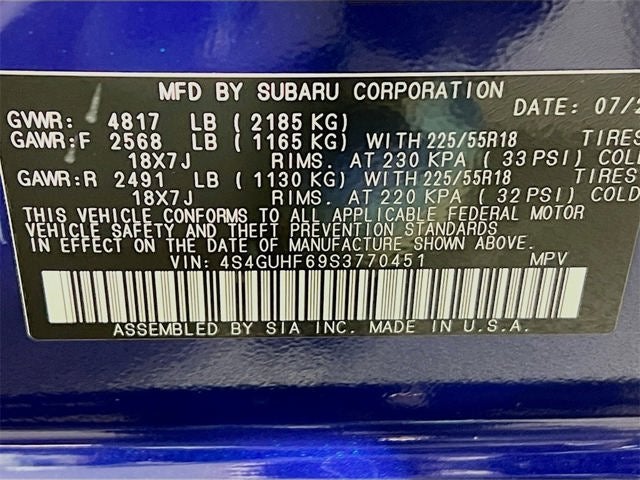 MFD BY SUBARU CORPORATION
DATE: 07/
GVWR: 4817 LB (2185 KG)
GAWR:F 2568 LB (1165 KG) WITH 225/55R18 TIRES
18X7J RIMS. AT 230 KPA (33 PSI) COL
GAWR:R 2491 LB (1130 KG) WITH 225/55R18 TIRES
18X7J RIMS. AT 220 KPA (32 PSI) COLD
THIS VEHICLE CONFORMS TO ALL APPLICABLE FEDERAL MOTOR
VEHICLE SAFETY AND THEFT PREVENTION STANDARDS
IN EFFECT ON THE DATE OF MANUFACTURE SHOWN ABOVE.
VIN: 4S4GUHF69S3770451 MPV
ASSEMBLED BY SIA INC. MADE IN U.S.A.